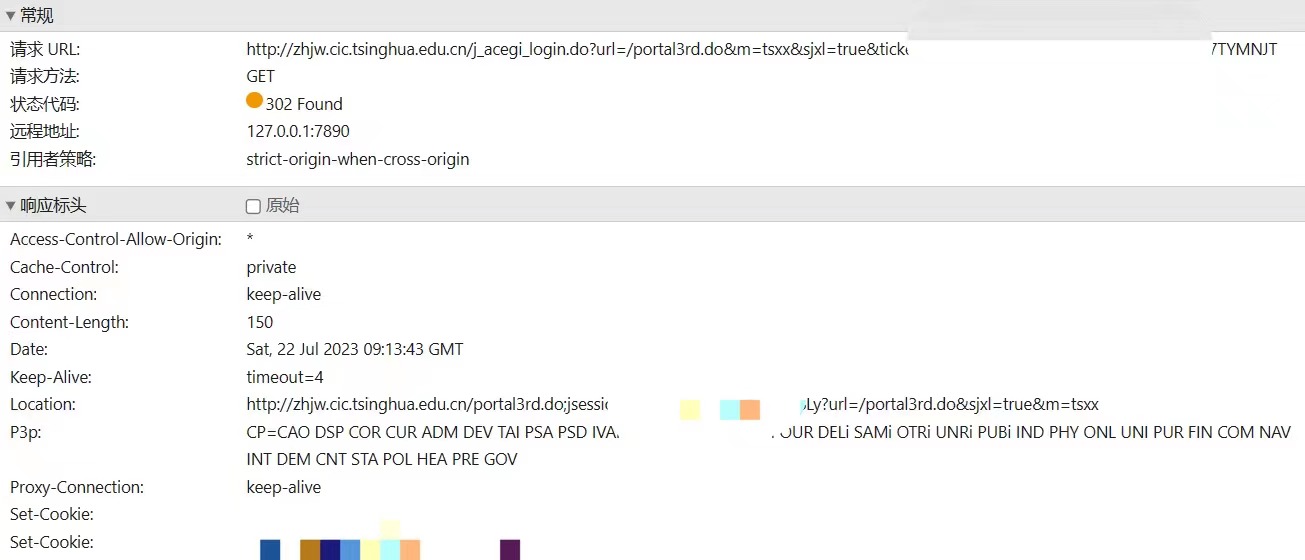 常规
请求 URL: http://zhjw.cic.tsinghua.edu.cn/j_acegi_login.do?url=/portal3rd.do&m=tsxx&sjxl=true&ticke TYMNJT
请求方法: GET
状态代码: 302 Found
远程地址: 127.0.0.1:7890
引用者策略: strict-origin-when-cross-origin
响应标头 原始
Access-Control-Allow-Origin: *
Cache-Control: private
Connection: keep-alive
Content-Length: 150
Date: Sat, 22 Jul 2023 09:13:43 GMT
Keep-Alive: timeout=4
Location: http://zhjw.cic.tsinghua.edu.cn/portal3rd.do;jsessio Ly?url=/portal3rd.do&sjxl=true&m=tsxx
P3p: CP=CAO DSP COR CUR ADM DEV TAI PSA PSD IVA OUR DELi SAMi OTRi UNRi PUBi IND PHY ONL UNI PUR FIN COM NAV
INT DEM CNT STA POL HEA PRE GOV
Proxy-Connection: keep-alive
Set-Cookie:
Set-Cookie: